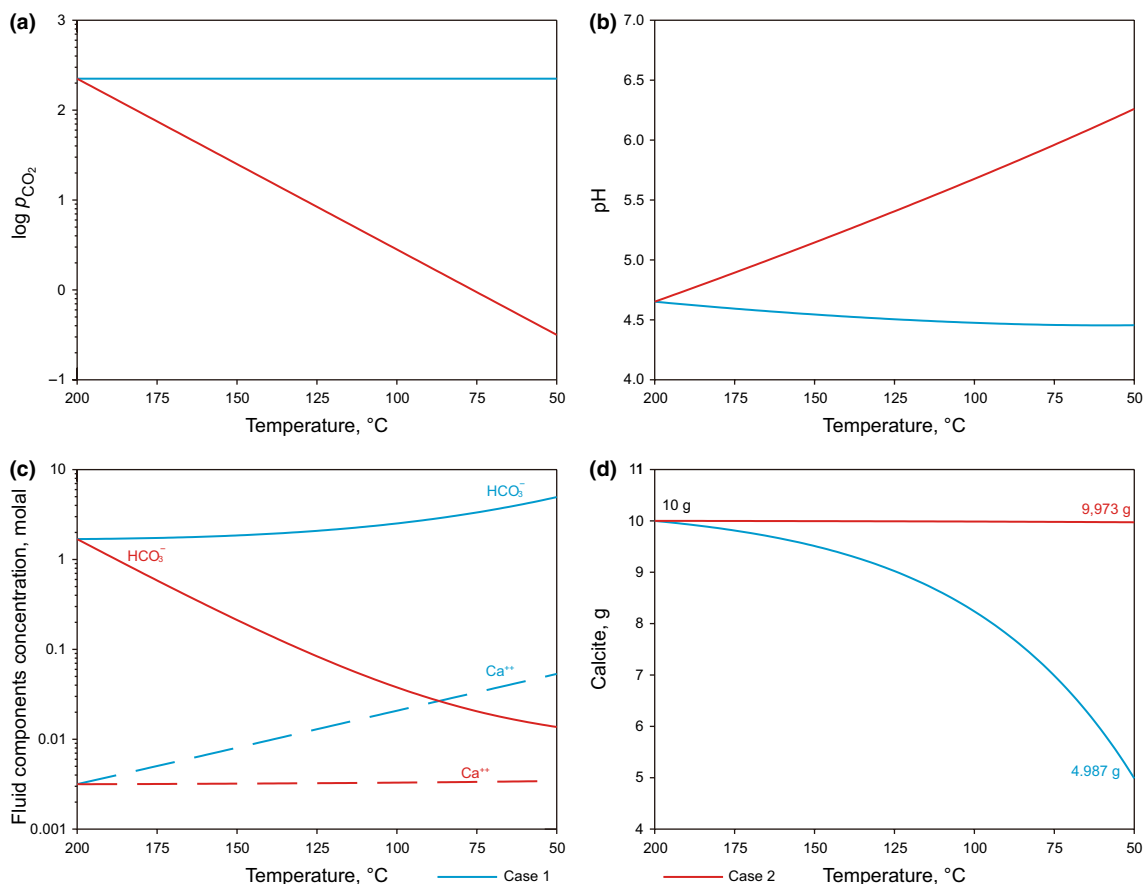 (a)
3
2
1
0
–1
log pCO₂
200 175 150 125 100 75 50
Temperature, °C
(b)
7.0
6.5
6.0
5.5
5.0
4.5
4.0
pH
200 175 150 125 100 75 50
Temperature, °C
(c)
10
1
0.1
0.01
0.001
Fluid components concentration, molal
HCO₃⁻
HCO₃⁻
Ca⁺⁺
Ca⁺⁺
200 175 150 125 100 75 50
Temperature, °C
(d)
11
10
9
8
7
6
5
4
Calcite, g
10 g
9,973 g
4.987 g
200 175 150 125 100 75 50
Temperature, °C
Case 1
Case 2